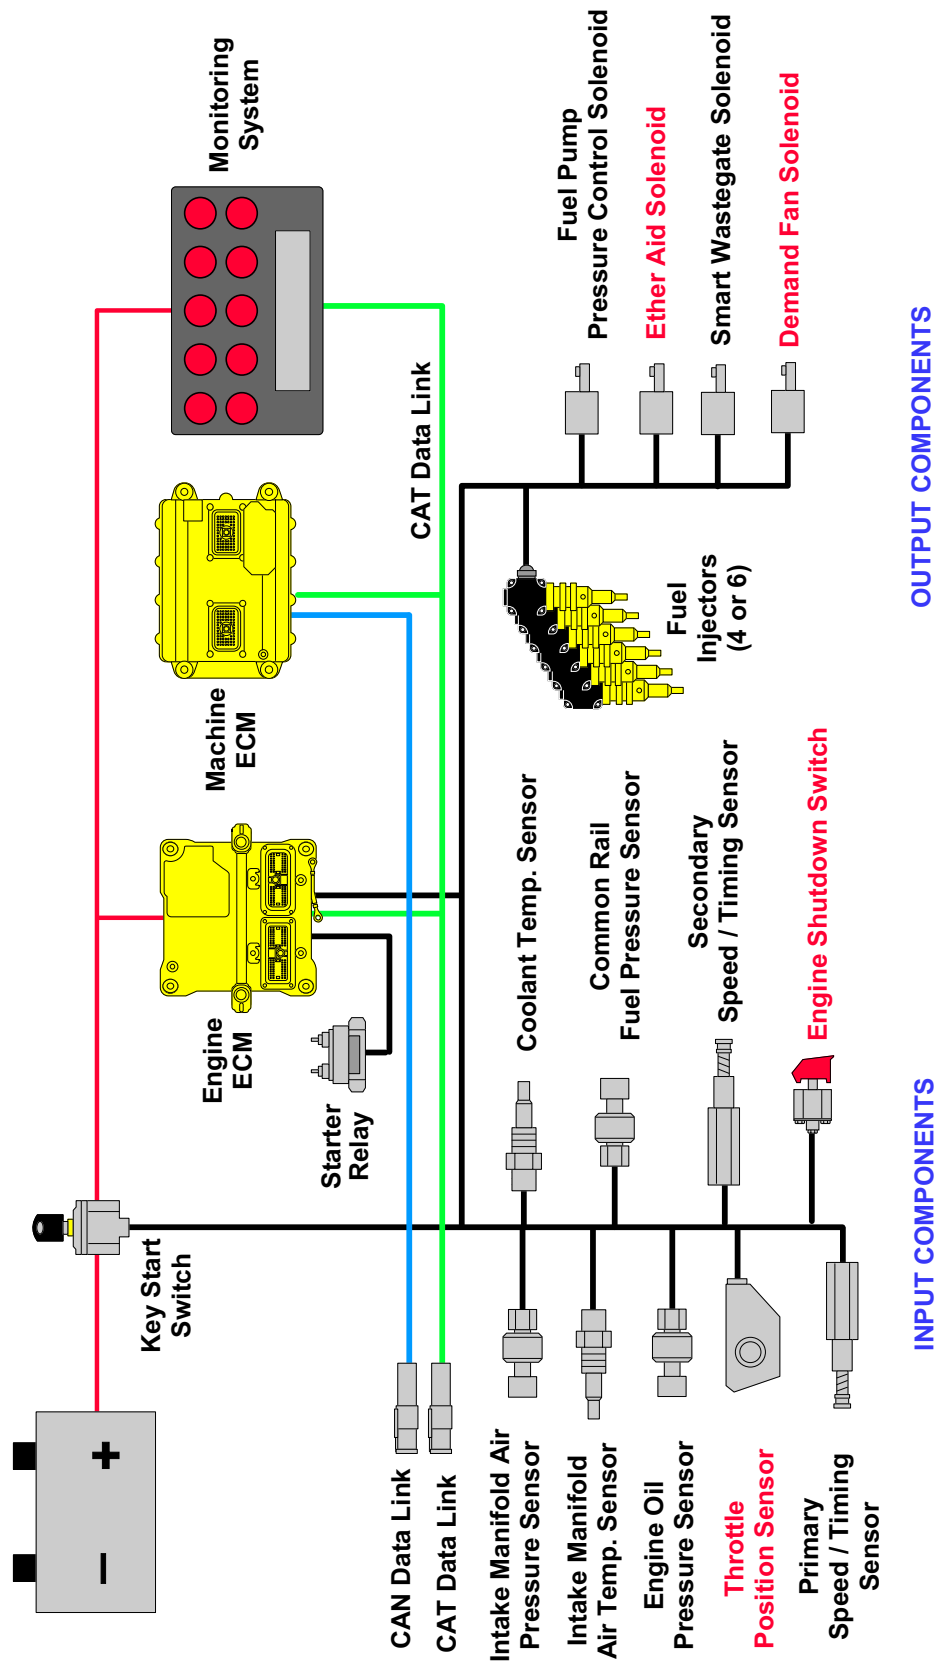 Key Start
Switch
Engine
ECM
Machine
ECM
Monitoring
System
Starter
Relay
CAT Data Link
CAN Data Link
CAT Data Link
Intake Manifold Air
Pressure Sensor
Intake Manifold
Air Temp. Sensor
Engine Oil
Pressure Sensor
Throttle
Position Sensor
Primary
Speed / Timing
Sensor
Coolant Temp. Sensor
Common Rail
Fuel Pressure Sensor
Secondary
Speed / Timing Sensor
Engine Shutdown Switch
Fuel
Injectors
(4 or 6)
Fuel Pump
Pressure Control Solenoid
Ether Aid Solenoid
Smart Wastegate Solenoid
Demand Fan Solenoid
INPUT COMPONENTS
OUTPUT COMPONENTS